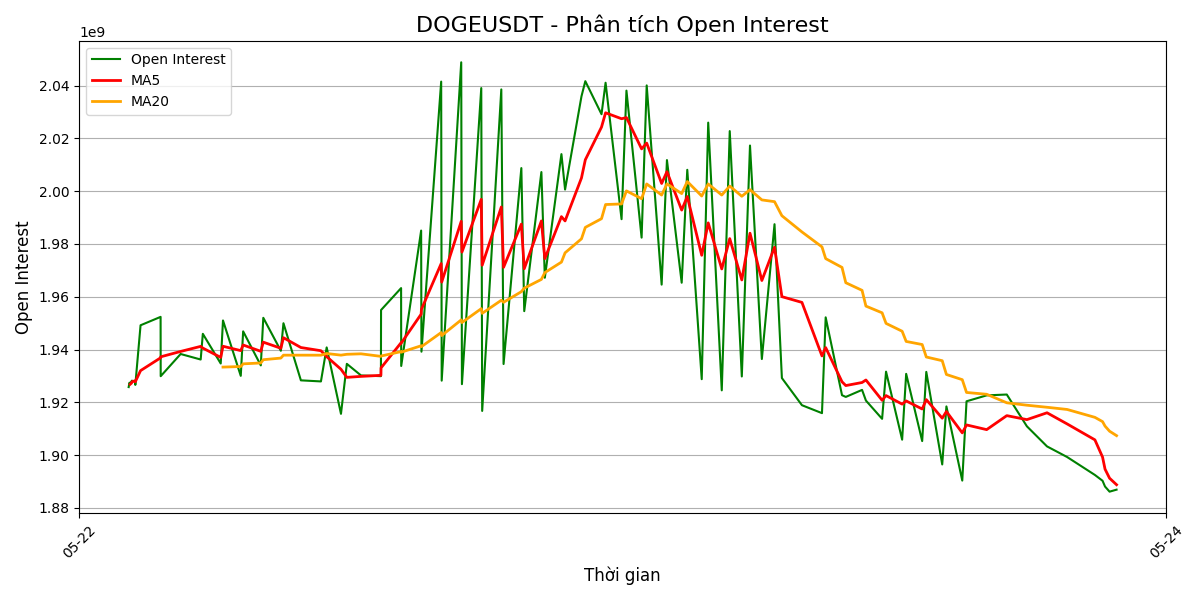 DOGEUSDT - Phân tích Open Interest
1e9
Open Interest
MA5
MA20
2.04
2.02
2.00
1.98
1.96
1.94
1.92
1.90
1.88
Open Interest
05-22
05-24
Thời gian